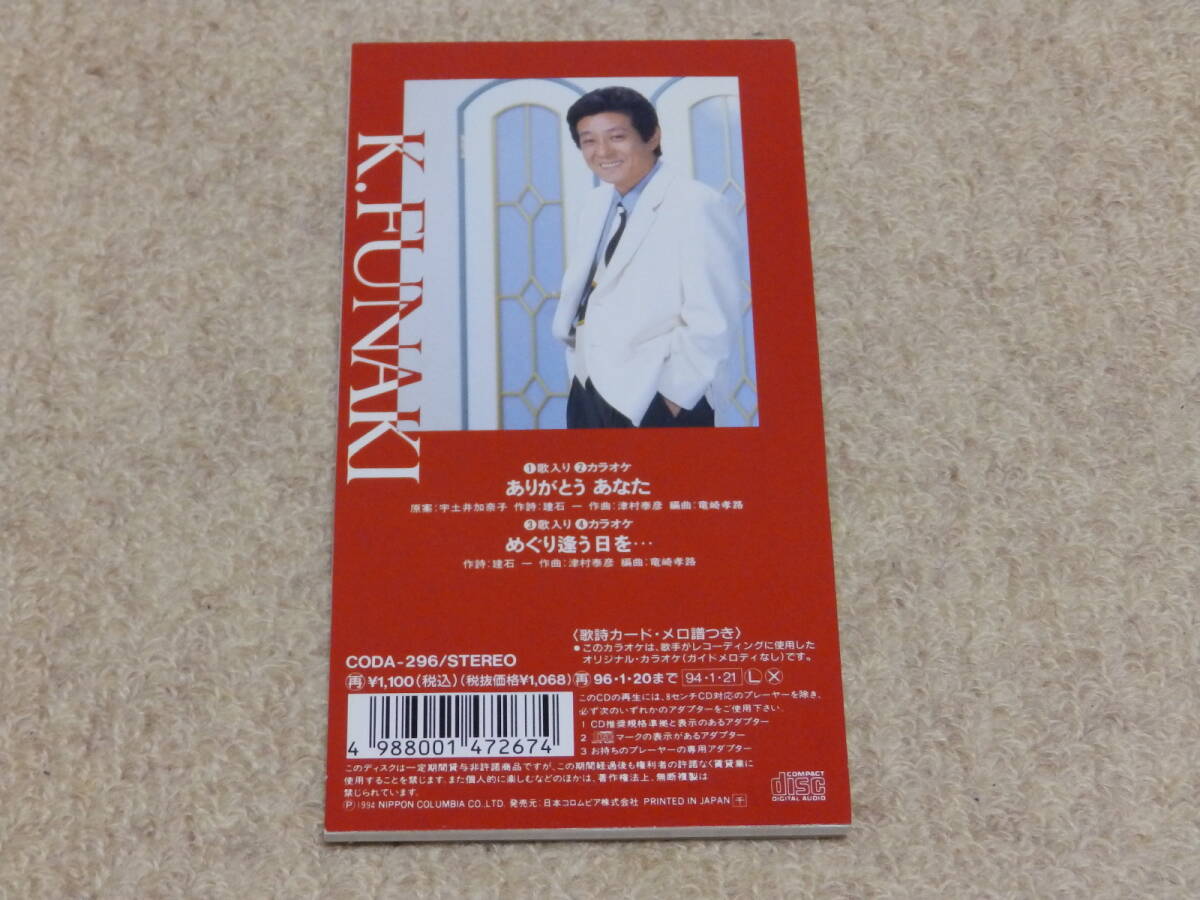 K.FUNAKI
①歌入り ②カラオケ
ありがとう あなた
原案:宇土井加奈子 作詩:建石 一 作曲:津村泰彦 編曲:竜崎孝路
③歌入り ④カラオケ
めぐり逢う日を…
作詩:建石 一 作曲:津村泰彦 編曲:竜崎孝路
〈歌詩カード・メロ譜つき〉
●このカラオケは、歌手がレコーディングに使用した
オリジナル・カラオケ(ガイドメロディなし)です。
CODA-296/STEREO
再 ¥1,100(税込)(税抜価格¥1,068) 再 96・1・20まで 94・1・21 L X
このCDの再生には、8センチCD対応のプレーヤーを除き、
必ず次のいずれかのアダプターをご使用下さい。
1 CD推奨規格準拠と表示のあるアダプター
2 マークの表示があるアダプター
3 お持ちのプレーヤーの専用アダプター
4 988001 472674
このディスクは一定期間貸与非許諾商品ですが、この期間経過後も権利者の許諾なく賃貸業に
使用することを禁じます。また個人的に楽しむなどのほかは、著作権法上、無断複製は
禁じられています。
Ⓟ1994 NIPPON COLUMBIA CO.,LTD. 発売元:日本コロムビア株式会社 PRINTED IN JAPAN 千
COMPACT
disc
DIGITAL AUDIO